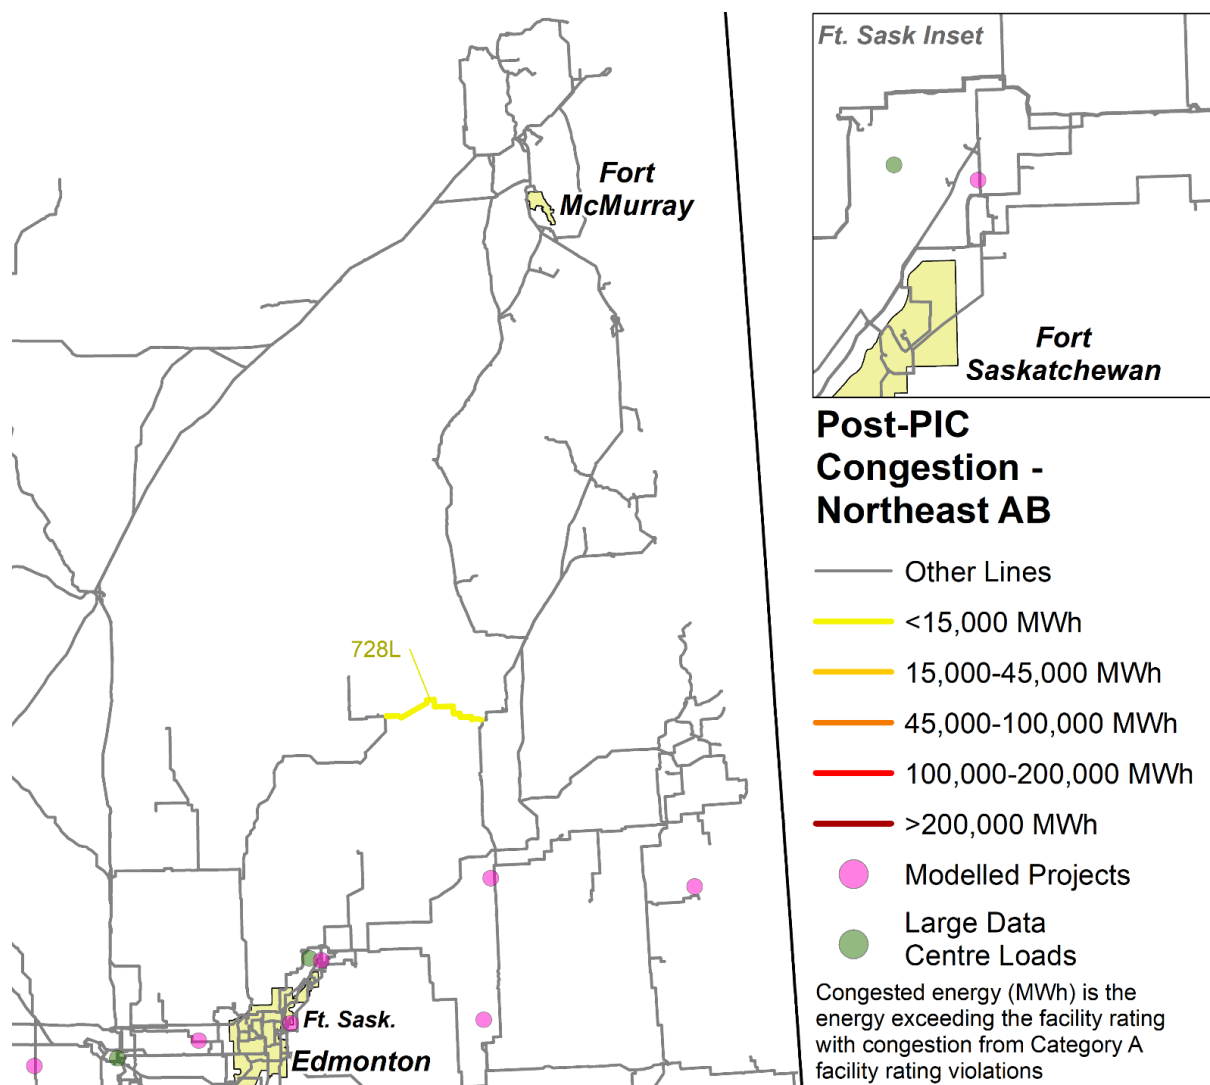 Ft. Sask Inset
Fort
McMurray
Fort
Saskatchewan
Post-PIC
Congestion -
Northeast AB
Other Lines
<15,000 MWh
15,000-45,000 MWh
45,000-100,000 MWh
100,000-200,000 MWh
>200,000 MWh
Modelled Projects
Large Data
Centre Loads
Congested energy (MWh) is the
energy exceeding the facility rating
with congestion from Category A
facility rating violations
728L
Ft. Sask.
Edmonton